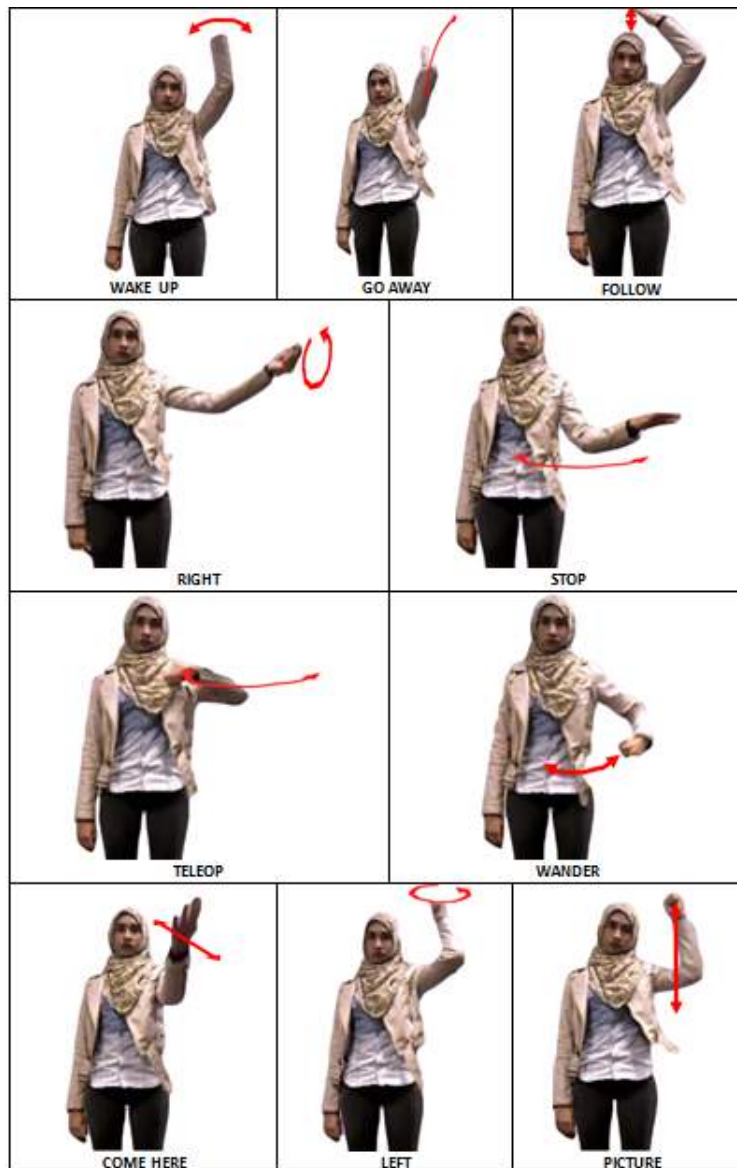 WAKE UP
GO AWAY
FOLLOW
RIGHT
STOP
TELEOP
WANDER
COME HERE
LEFT
PICTURE